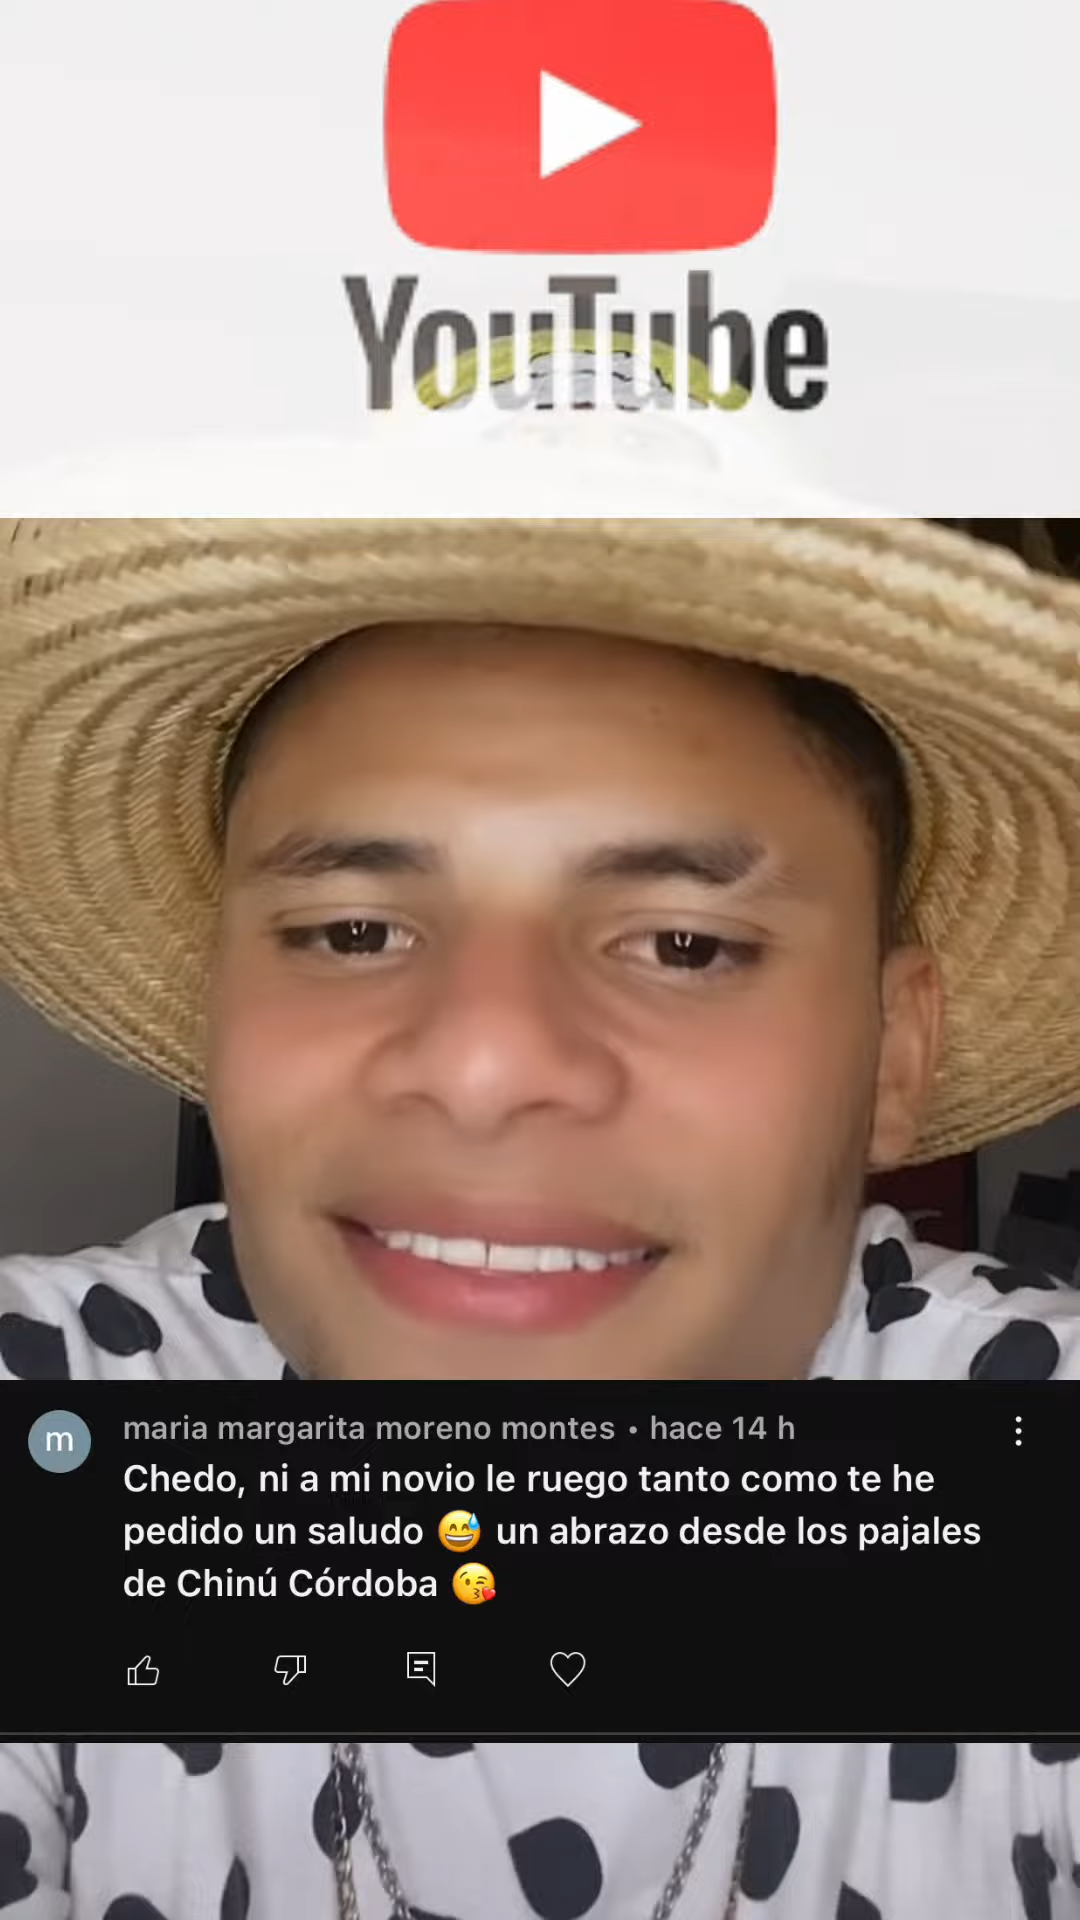 YouTube
m
maria margarita moreno montes • hace 14 h
Chedo, ni a mi novio le ruego tanto como te he
pedido un saludo 😅 un abrazo desde los pajales
de Chinú Córdoba 😘